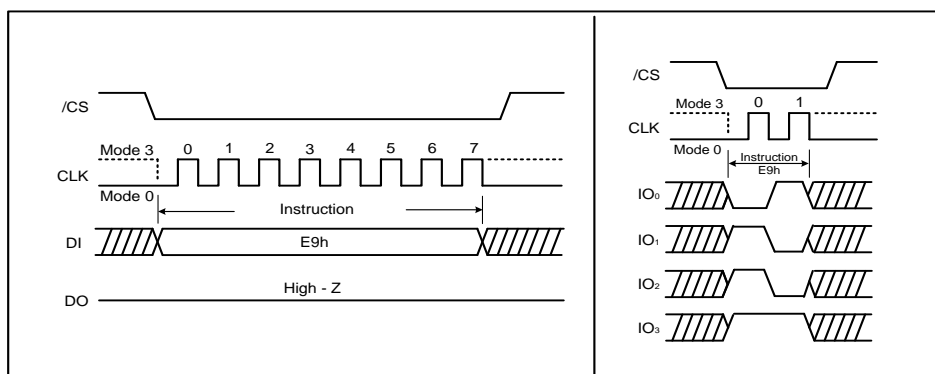 /CS
Mode 3
0 1 2 3 4 5 6 7
CLK
Mode 0
Instruction
DI
E9h
High - Z
DO
/CS
Mode 3
0 1
CLK
Mode 0
Instruction
E9h
IO₀
IO₁
IO₂
IO₃